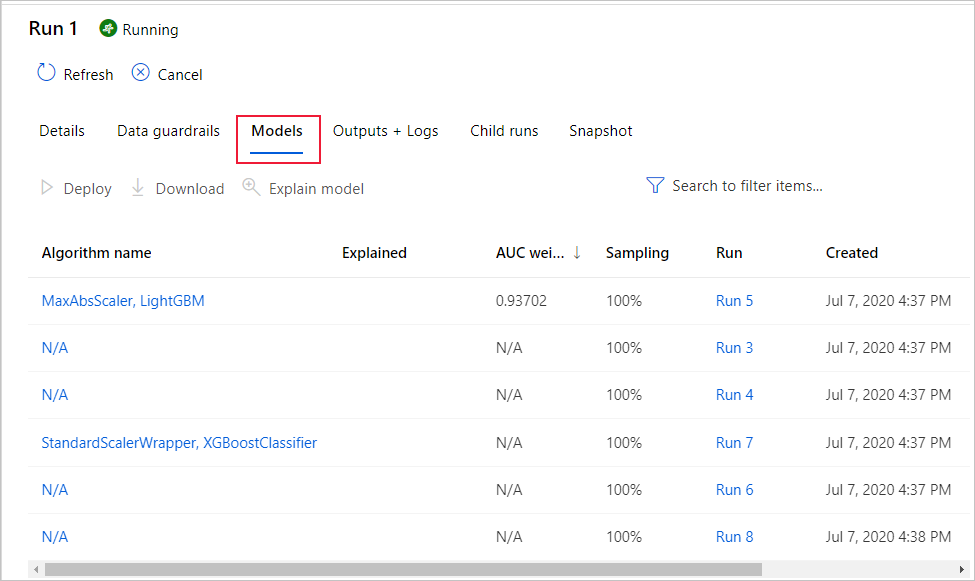 Run 1 Running
Refresh Cancel
Details Data guardrails Models Outputs + Logs Child runs Snapshot
Deploy Download Explain model Search to filter items...
Algorithm name Explained AUC wei... ↓ Sampling Run Created
MaxAbsScaler, LightGBM 0.93702 100% Run 5 Jul 7, 2020 4:37 PM
N/A N/A 100% Run 3 Jul 7, 2020 4:37 PM
N/A N/A 100% Run 4 Jul 7, 2020 4:37 PM
StandardScalerWrapper, XGBoostClassifier N/A 100% Run 7 Jul 7, 2020 4:37 PM
N/A N/A 100% Run 6 Jul 7, 2020 4:37 PM
N/A N/A 100% Run 8 Jul 7, 2020 4:38 PM